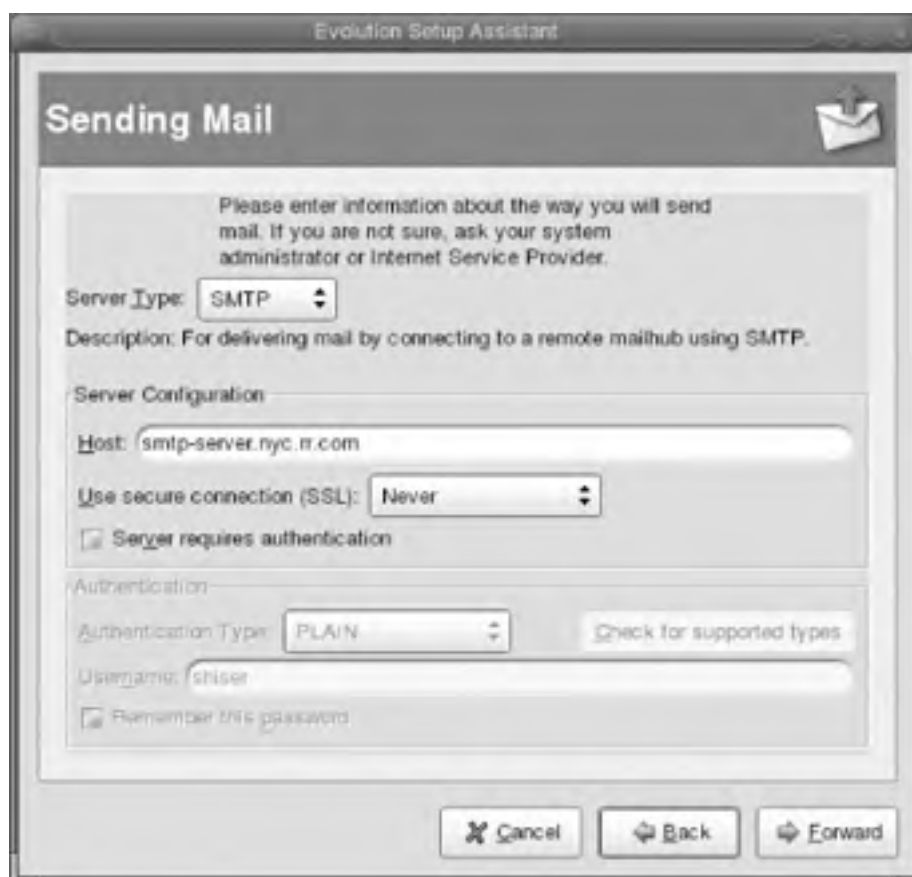 Evolution Setup Assistant
Sending Mail
Please enter information about the way you will send
mail. If you are not sure, ask your system
administrator or Internet Service Provider.
Server Type: SMTP
Description: For delivering mail by connecting to a remote mailhub using SMTP.
Server Configuration
Host: smtp-server.nyc.rr.com
Use secure connection (SSL): Never
Server requires authentication
Authentication
Authentication Type: PLAIN Check for supported types
Username: shiser
Remember this password
Cancel Back Forward